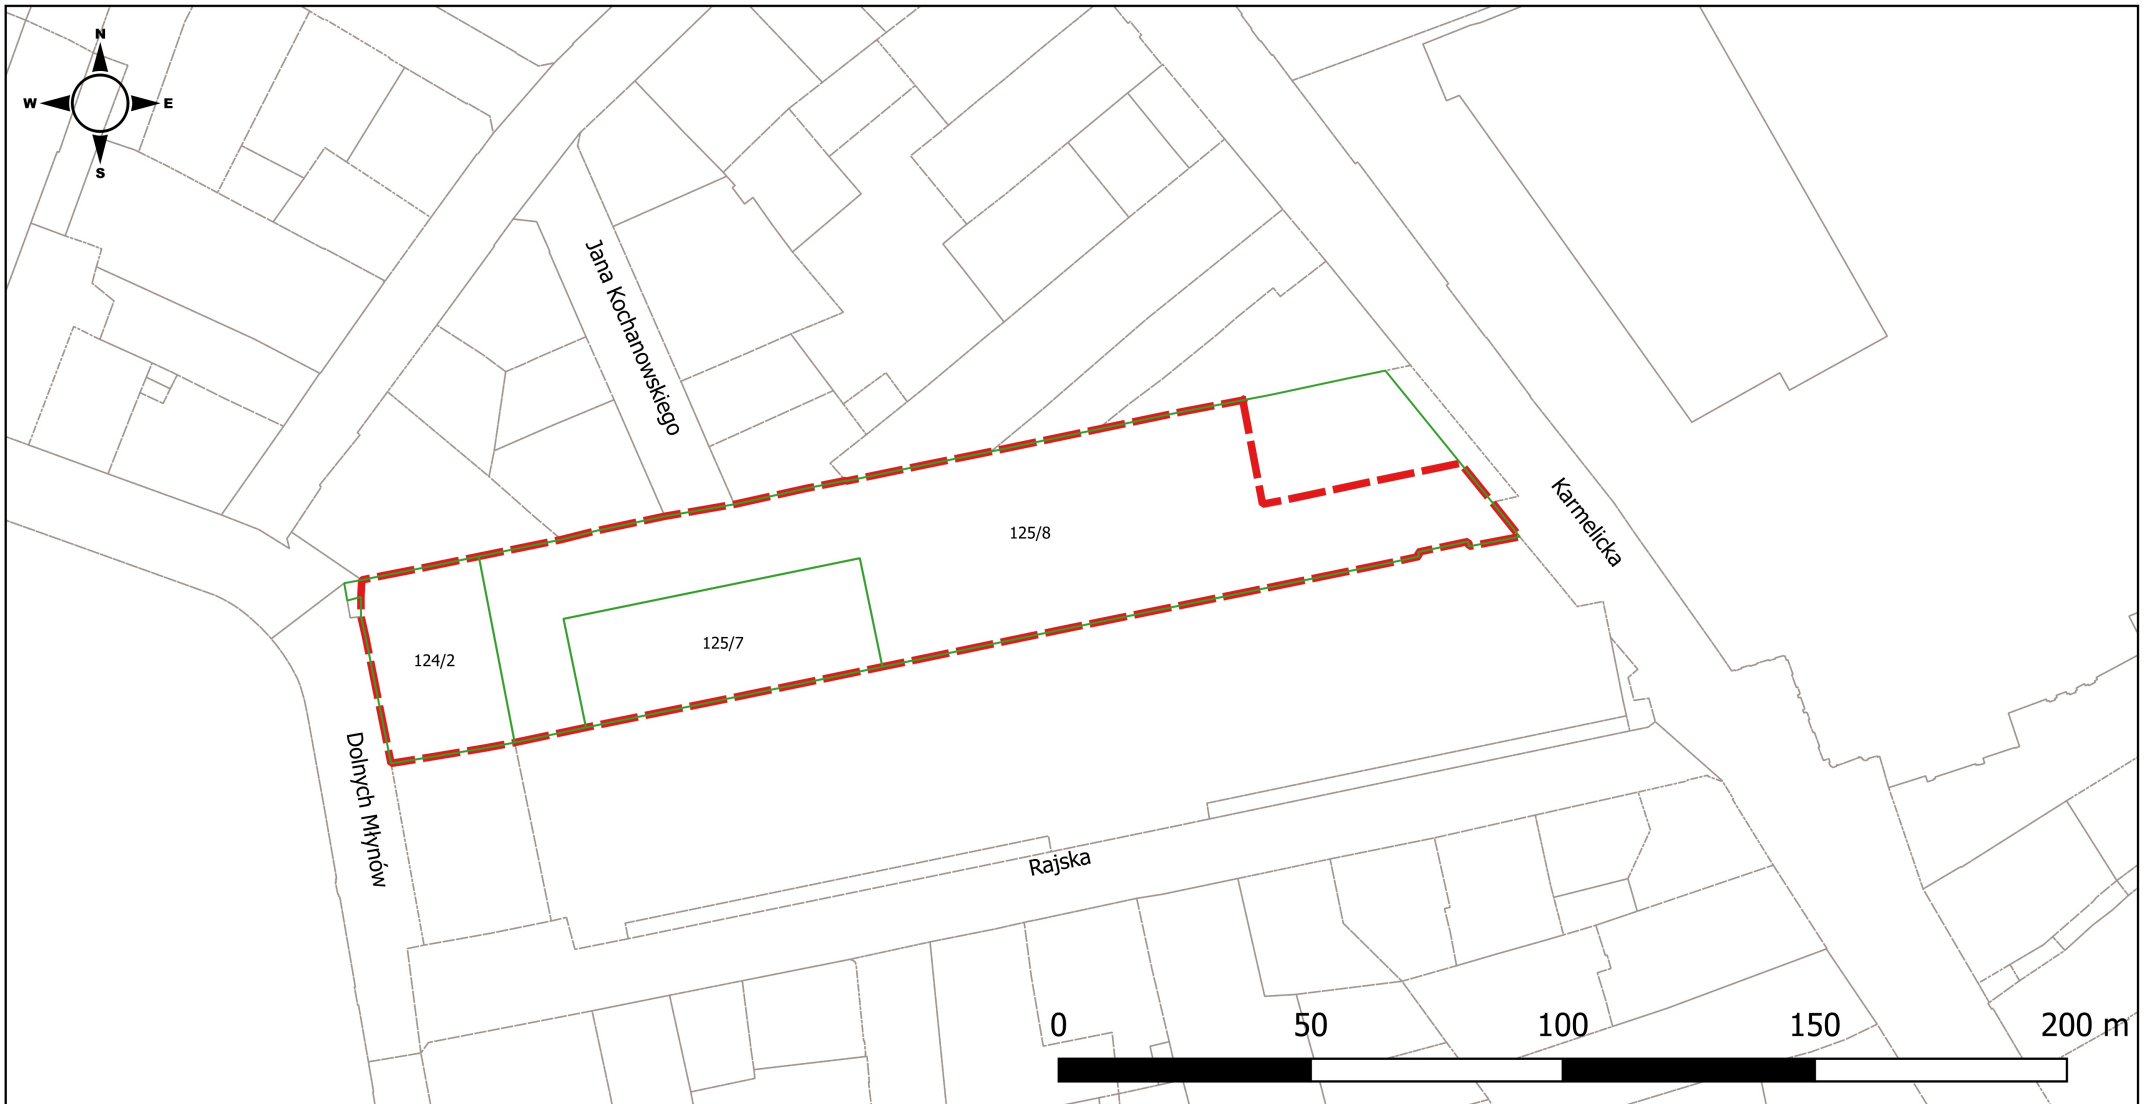 N
W E
S
Jana Kochanowskiego
Karmelicka
125/8
125/7
124/2
Dolnych Młynów
Rajska
0 50 100 150 200 m